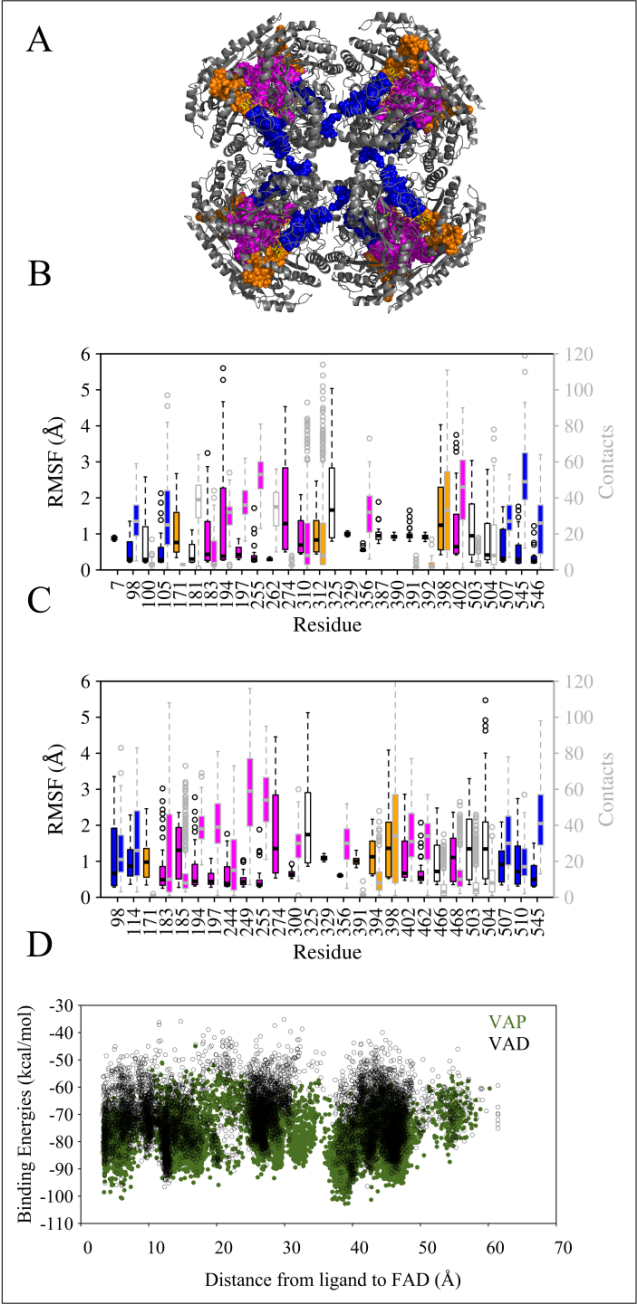 A
B
6 120
5 100
4 80
3 60
2 40
1 20
0 0
RMSF (Å)
Contacts
7 98 100 105 171 181 183 194 197 255 262 274 310 312 325 329 356 387 390 391 392 398 402 503 504 507 545 546
C
Residue
6 120
5 100
4 80
3 60
2 40
1 20
0 0
RMSF (Å)
Contacts
98 114 171 183 185 194 197 244 249 255 274 300 325 329 356 391 394 398 402 462 466 468 503 504 507 510 545
D
Residue
-30
VAP
-40
VAD
-50
-60
-70
-80
-90
-100
-110
Binding Energies (kcal/mol)
0 10 20 30 40 50 60 70
Distance from ligand to FAD (Å)